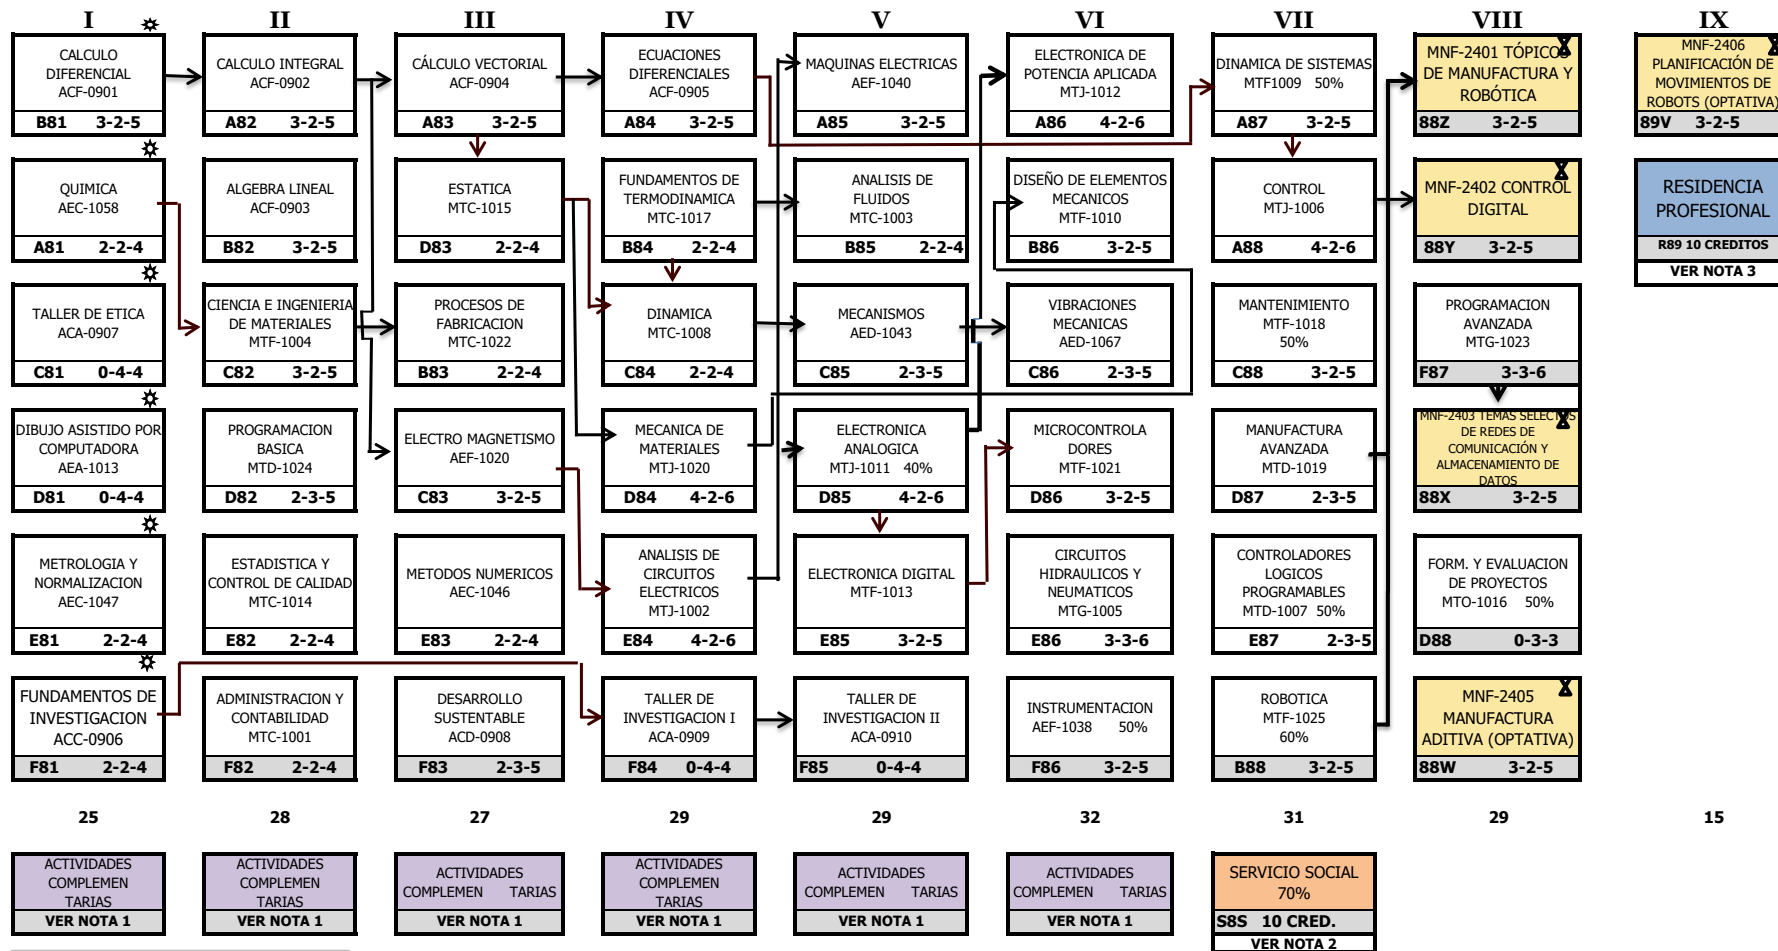 I
CALCULO
DIFERENCIAL
ACF-0901
B81 3-2-5
QUIMICA
AEC-1058
A81 2-2-4
TALLER DE ETICA
ACA-0907
C81 0-4-4
DIBUJO ASISTIDO POR
COMPUTADORA
AEA-1013
D81 0-4-4
METROLOGIA Y
NORMALIZACION
AEC-1047
E81 2-2-4
FUNDAMENTOS DE
INVESTIGACION
ACC-0906
F81 2-2-4
25
ACTIVIDADES
COMPLEMEN
TARIAS
VER NOTA 1
II
CALCULO INTEGRAL
ACF-0902
A82 3-2-5
ALGEBRA LINEAL
ACF-0903
B82 3-2-5
CIENCIA E INGENIERIA
DE MATERIALES
MTF-1004
C82 3-2-5
PROGRAMACION
BASICA
MTD-1024
D82 2-3-5
ESTADISTICA Y
CONTROL DE CALIDAD
MTC-1014
E82 2-2-4
ADMINISTRACION Y
CONTABILIDAD
MTC-1001
F82 2-2-4
28
ACTIVIDADES
COMPLEMEN
TARIAS
VER NOTA 1
III
CÁLCULO VECTORIAL
ACF-0904
A83 3-2-5
ESTATICA
MTC-1015
D83 2-2-4
PROCESOS DE
FABRICACION
MTC-1022
B83 2-2-4
ELECTRO MAGNETISMO
AEF-1020
C83 3-2-5
METODOS NUMERICOS
AEC-1046
E83 2-2-4
DESARROLLO
SUSTENTABLE
ACD-0908
F83 2-3-5
27
ACTIVIDADES
COMPLEMEN TARIAS
VER NOTA 1
IV
ECUACIONES
DIFERENCIALES
ACF-0905
A84 3-2-5
FUNDAMENTOS DE
TERMODINAMICA
MTC-1017
B84 2-2-4
DINAMICA
MTC-1008
C84 2-2-4
MECANICA DE
MATERIALES
MTJ-1020
D84 4-2-6
ANALISIS DE
CIRCUITOS
ELECTRICOS
MTJ-1002
E84 4-2-6
TALLER DE
INVESTIGACION I
ACA-0909
F84 0-4-4
29
ACTIVIDADES
COMPLEMEN
TARIAS
VER NOTA 1
V
MAQUINAS ELECTRICAS
AEF-1040
A85 3-2-5
ANALISIS DE
FLUIDOS
MTC-1003
B85 2-2-4
MECANISMOS
AED-1043
C85 2-3-5
ELECTRONICA
ANALOGICA
MTJ-1011 40%
D85 4-2-6
ELECTRONICA DIGITAL
MTF-1013
E85 3-2-5
TALLER DE
INVESTIGACION II
ACA-0910
F85 0-4-4
29
ACTIVIDADES
COMPLEMEN TARIAS
VER NOTA 1
VI
ELECTRONICA DE
POTENCIA APLICADA
MTJ-1012
A86 4-2-6
DISEÑO DE ELEMENTOS
MECANICOS
MTF-1010
B86 3-2-5
VIBRACIONES
MECANICAS
AED-1067
C86 2-3-5
MICROCONTROLA
DORES
MTF-1021
D86 3-2-5
CIRCUITOS
HIDRAULICOS Y
NEUMATICOS
MTG-1005
E86 3-3-6
INSTRUMENTACION
AEF-1038 50%
F86 3-2-5
32
ACTIVIDADES
COMPLEMEN TARIAS
VER NOTA 1
VII
DINAMICA DE SISTEMAS
MTF1009 50%
A87 3-2-5
CONTROL
MTJ-1006
A88 4-2-6
MANTENIMIENTO
MTF-1018
50%
C88 3-2-5
MANUFACTURA
AVANZADA
MTD-1019
D87 2-3-5
CONTROLADORES
LOGICOS
PROGRAMABLES
MTD-1007 50%
E87 2-3-5
ROBOTICA
MTF-1025
60%
B88 3-2-5
31
SERVICIO SOCIAL
70%
S8S 10 CRED.
VER NOTA 2
VIII
MNF-2401 TÓPICOS
DE MANUFACTURA Y
ROBÓTICA
88Z 3-2-5
MNF-2402 CONTROL
DIGITAL
88Y 3-2-5
PROGRAMACION
AVANZADA
MTG-1023
F87 3-3-6
MNF-2403 TEMAS SELECTOS
DE REDES DE
COMUNICACIÓN Y
ALMACENAMIENTO DE
DATOS
88X 3-2-5
FORM. Y EVALUACION
DE PROYECTOS
MTO-1016 50%
D88 0-3-3
MNF-2405
MANUFACTURA
ADITIVA (OPTATIVA)
88W 3-2-5
29
IX
MNF-2406
PLANIFICACIÓN DE
MOVIMIENTOS DE
ROBOTS (OPTATIVA)
89V 3-2-5
RESIDENCIA
PROFESIONAL
R89 10 CREDITOS
VER NOTA 3
15